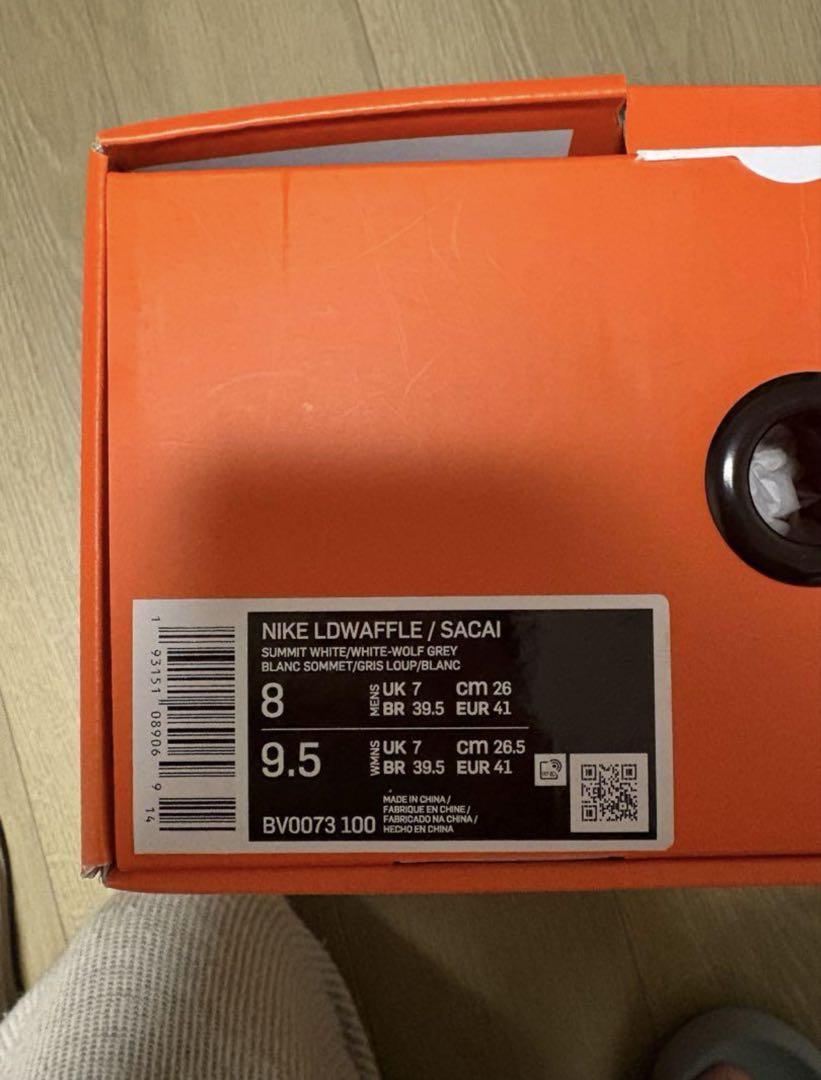 NIKE LDWAFFLE / SACAI
SUMMIT WHITE/WHITE-WOLF GREY
BLANC SOMMET/GRIS LOUP/BLANC
8 MENS UK 7 cm 26
BR 39.5 EUR 41
9.5 WMNS UK 7 cm 26.5
BR 39.5 EUR 41
MADE IN CHINA /
FABRIQUE EN CHINE /
FABRICADO NA CHINA /
HECHO EN CHINA
BV0073 100
1 93151 08906 9 14